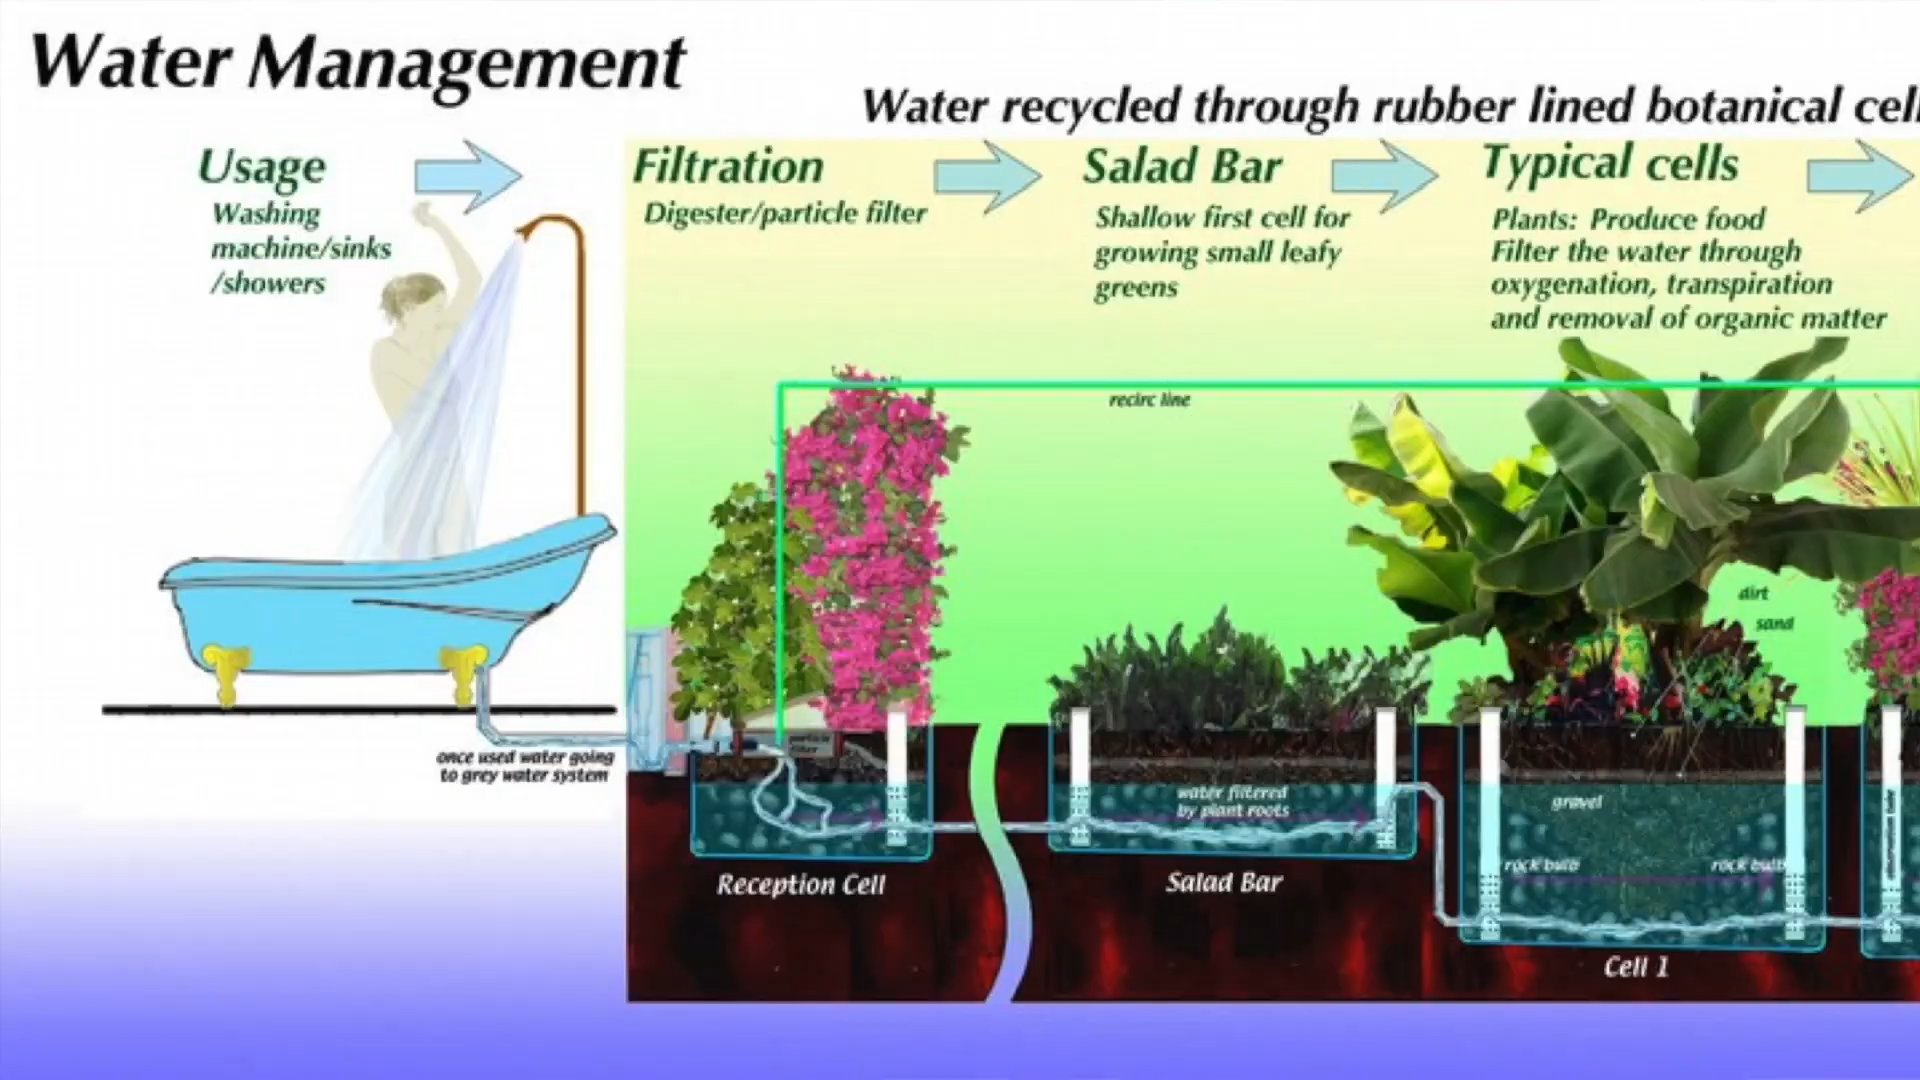 Water Management
Water recycled through rubber lined botanical cell
Usage
Washing
machine/sinks
/showers
Filtration
Digester/particle filter
Salad Bar
Shallow first cell for
growing small leafy
greens
Typical cells
Plants: Produce food
Filter the water through
oxygenation, transpiration
and removal of organic matter
recirc line
dirt
sand
once used water going
to grey water system
particle
filter
water filtered
by plant roots
gravel
rock bulb
rock bulb
Reception Cell
Salad Bar
Cell 1